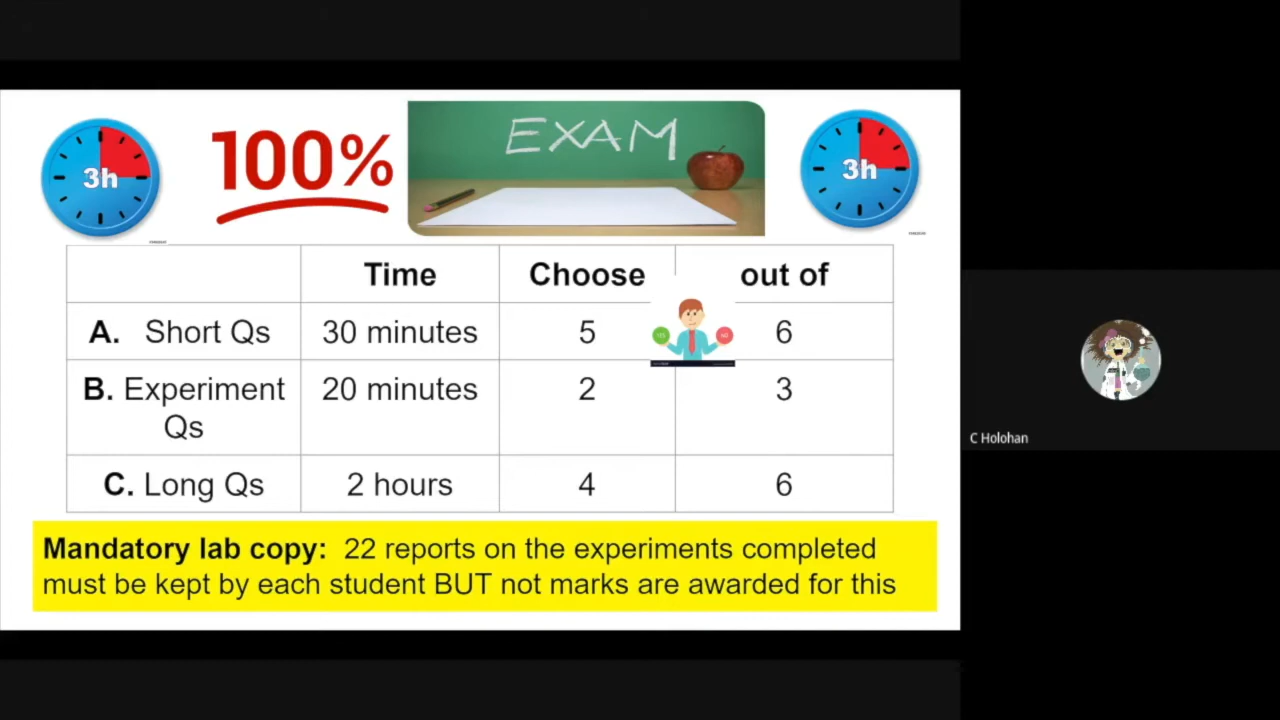 3h
100%
EXAM
3h
Time Choose out of
A. Short Qs 30 minutes 5 6
YES NO
B. Experiment 20 minutes 2 3
Qs
C. Long Qs 2 hours 4 6
Mandatory lab copy: 22 reports on the experiments completed
must be kept by each student BUT not marks are awarded for this
C Holohan